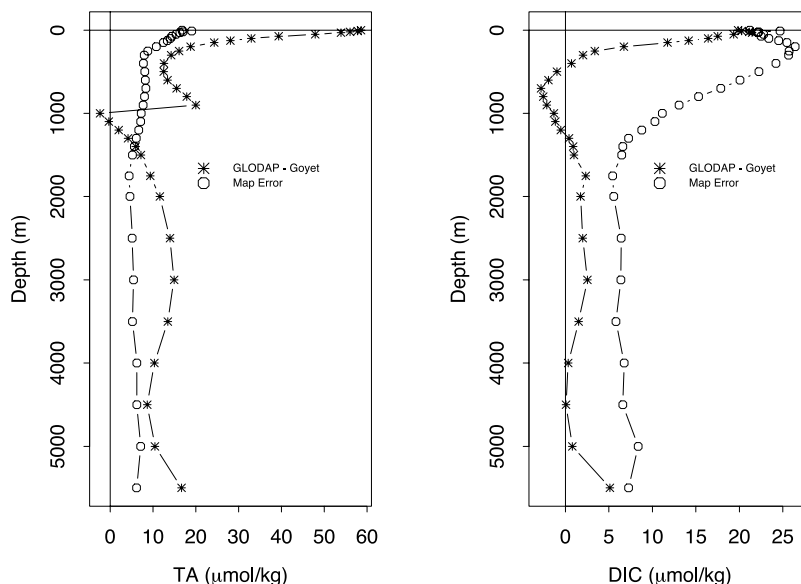 0
1000
2000
3000
4000
5000
Depth (m)
GLODAP - Goyet
Map Error
0 10 20 30 40 50 60
TA (μmol/kg)
0
1000
2000
3000
4000
5000
Depth (m)
GLODAP - Goyet
Map Error
0 5 10 15 20 25
DIC (μmol/kg)